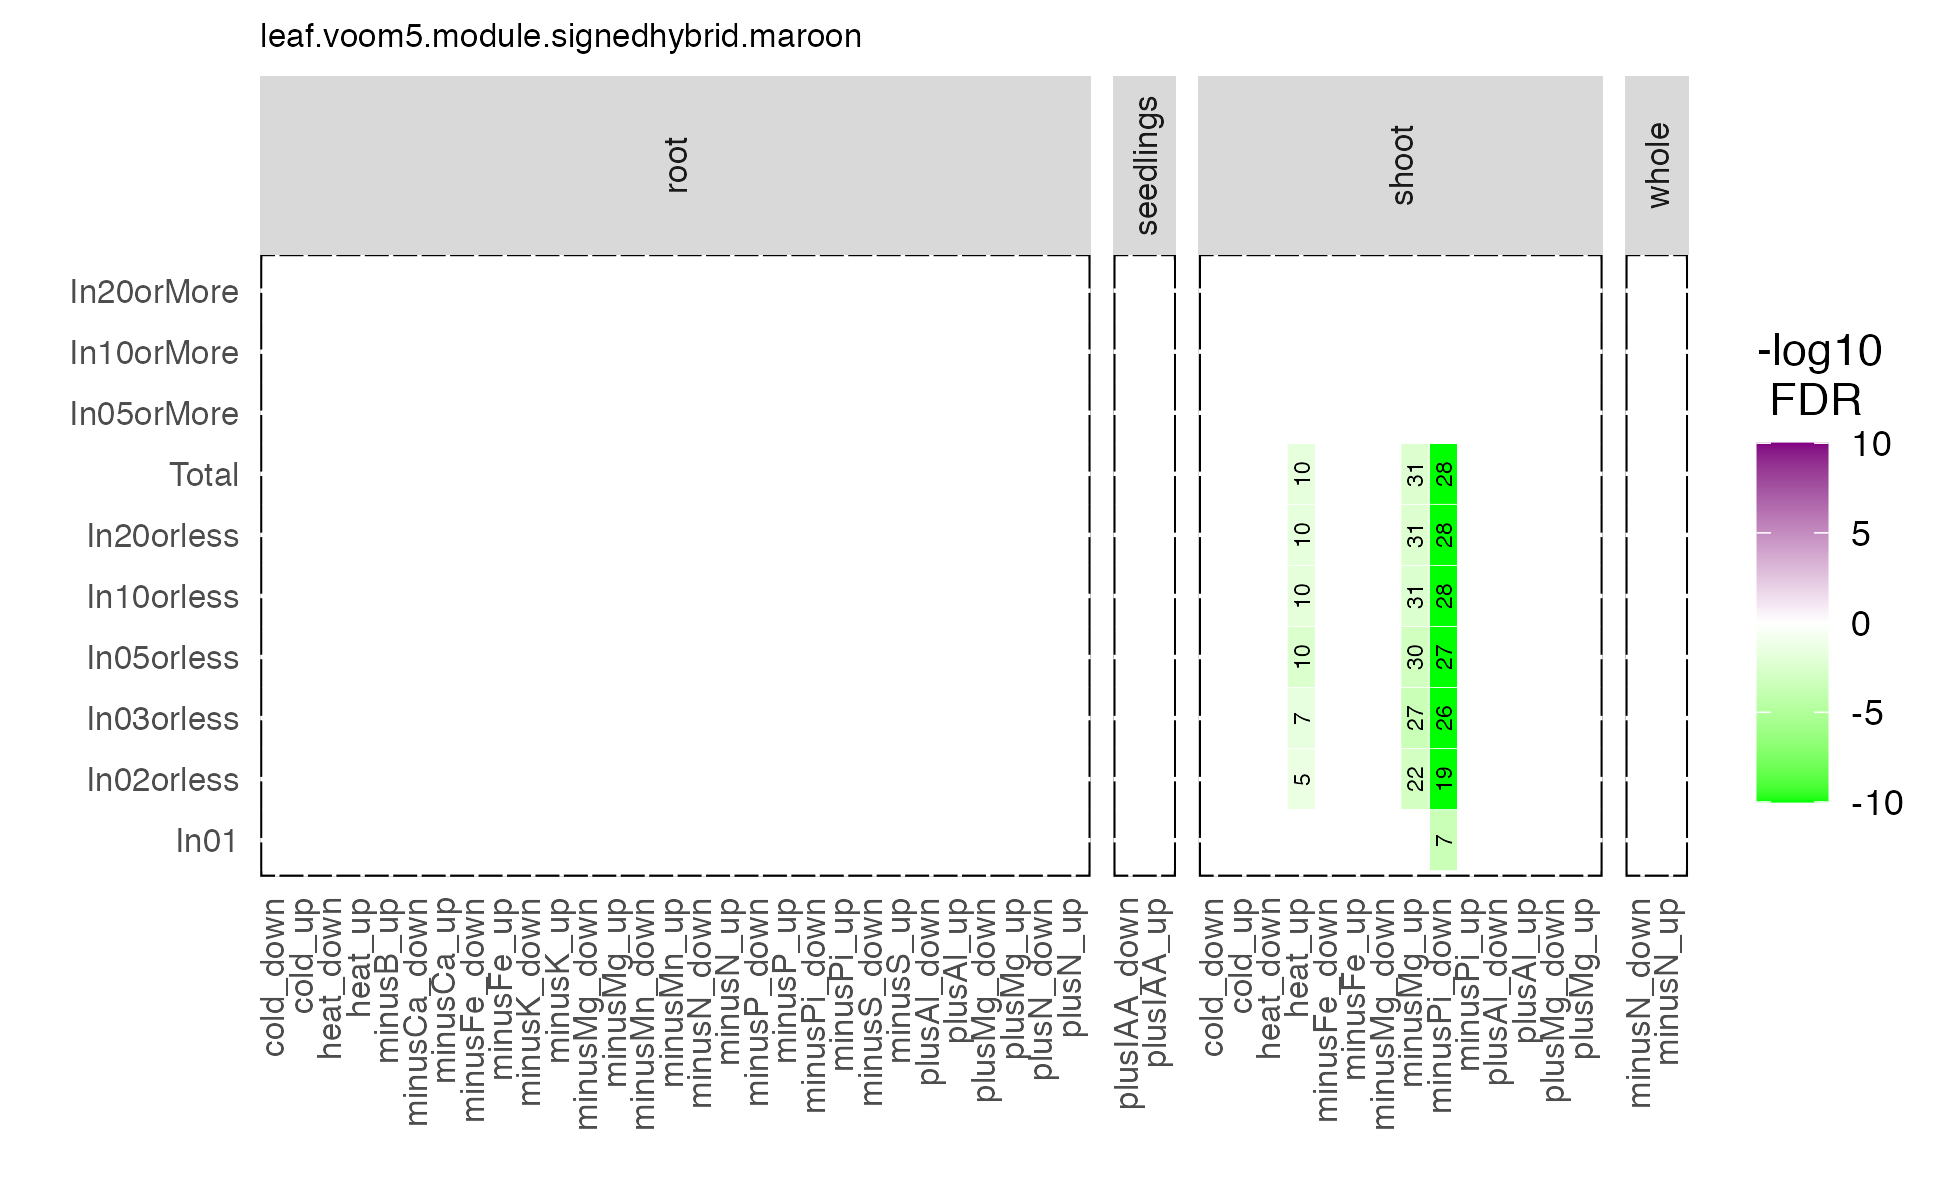 leaf.voom5.module.signedhybrid.maroon
root
seedlings
shoot
whole
In20orMore
In10orMore
In05orMore
Total 10 31 28
In20orless 10 31 28
In10orless 10 31 28
In05orless 10 30 27
In03orless 7 27 26
In02orless 5 22 19
In01 7
cold_down
cold_up
heat_down
heat_up
minusB_up
minusCa_down
minusCa_up
minusFe_down
minusFe_up
minusK_down
minusK_up
minusMg_down
minusMg_up
minusMn_down
minusMn_up
minusN_down
minusN_up
minusP_down
minusP_up
minusPi_down
minusPi_up
minusS_down
minusS_up
plusAl_down
plusAl_up
plusMg_down
plusMg_up
plusN_down
plusN_up
plusIAA_down
plusIAA_up
cold_down
cold_up
heat_down
heat_up
minusFe_down
minusFe_up
minusMg_down
minusMg_up
minusPi_down
minusPi_up
plusAl_down
plusAl_up
plusMg_down
plusMg_up
minusN_down
minusN_up
-log10
FDR
10
5
0
-5
-10